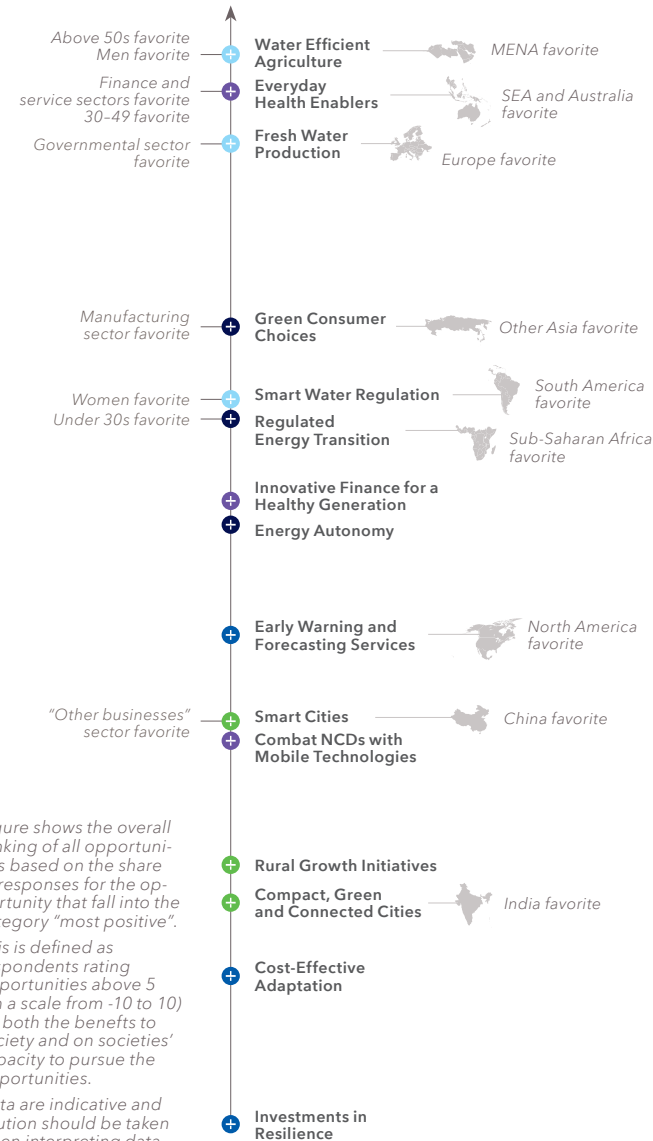 Above 50s favorite
Men favorite
Water Efficient
Agriculture
MENA favorite
Finance and
service sectors favorite
30–49 favorite
Everyday
Health Enablers
SEA and Australia
favorite
Governmental sector
favorite
Fresh Water
Production
Europe favorite
Manufacturing
sector favorite
Green Consumer
Choices
Other Asia favorite
Women favorite
Smart Water Regulation
South America
favorite
Under 30s favorite
Regulated
Energy Transition
Sub-Saharan Africa
favorite
Innovative Finance for a
Healthy Generation
Energy Autonomy
Early Warning and
Forecasting Services
North America
favorite
"Other businesses"
sector favorite
Smart Cities
China favorite
Combat NCDs with
Mobile Technologies
Rural Growth Initiatives
Compact, Green
and Connected Cities
India favorite
Cost-Effective
Adaptation
Investments in
Resilience
gure shows the overall
nking of all opportuni-
s based on the share
responses for the op-
rtunity that fall into the
tegory "most positive".
is is defined as
spondents rating
portunities above 5
n a scale from -10 to 10)
both the benefts to
ciety and on societies'
pacity to pursue the
portunities.
ta are indicative and
ution should be taken
en interpreting data